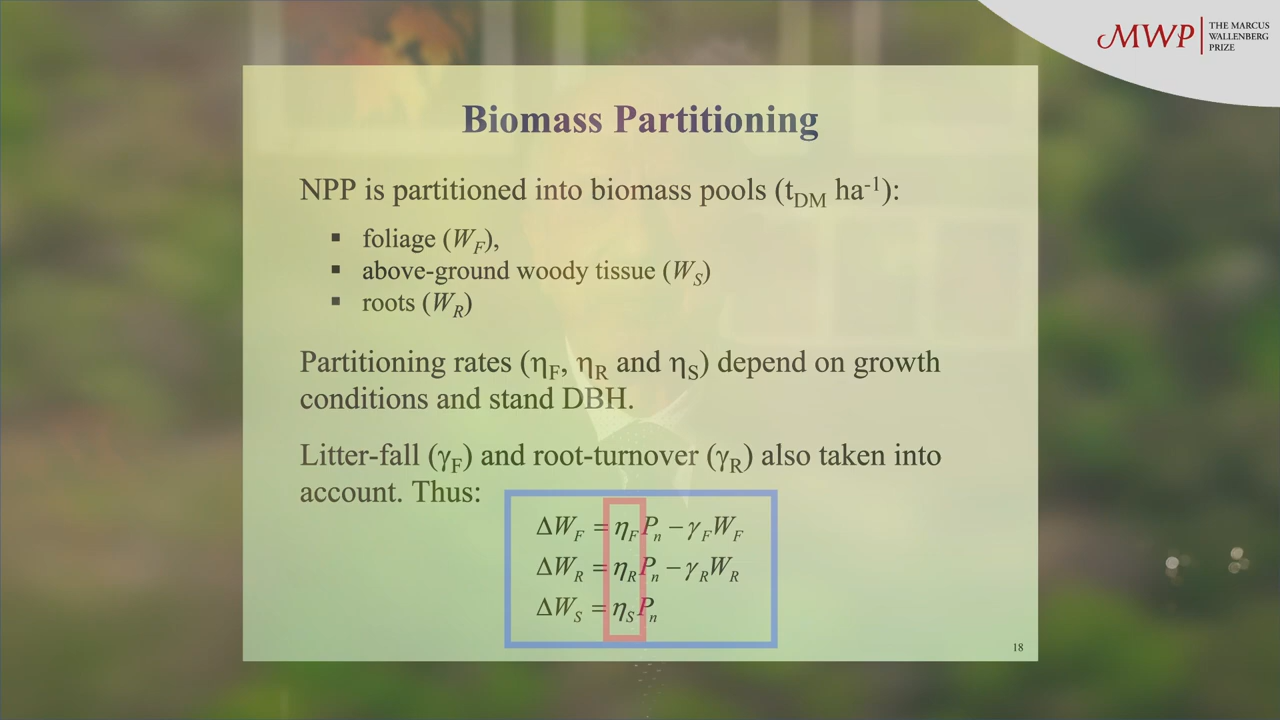 MWP
THE MARCUS
WALLENBERG
PRIZE
Biomass Partitioning
NPP is partitioned into biomass pools (t_DM ha⁻¹):
▪ foliage (W_F),
▪ above-ground woody tissue (W_S)
▪ roots (W_R)
Partitioning rates (η_F, η_R and η_S) depend on growth
conditions and stand DBH.
Litter-fall (γ_F) and root-turnover (γ_R) also taken into
account. Thus:
ΔW_F = η_F P_n − γ_F W_F
ΔW_R = η_R P_n − γ_R W_R
ΔW_S = η_S P_n
18